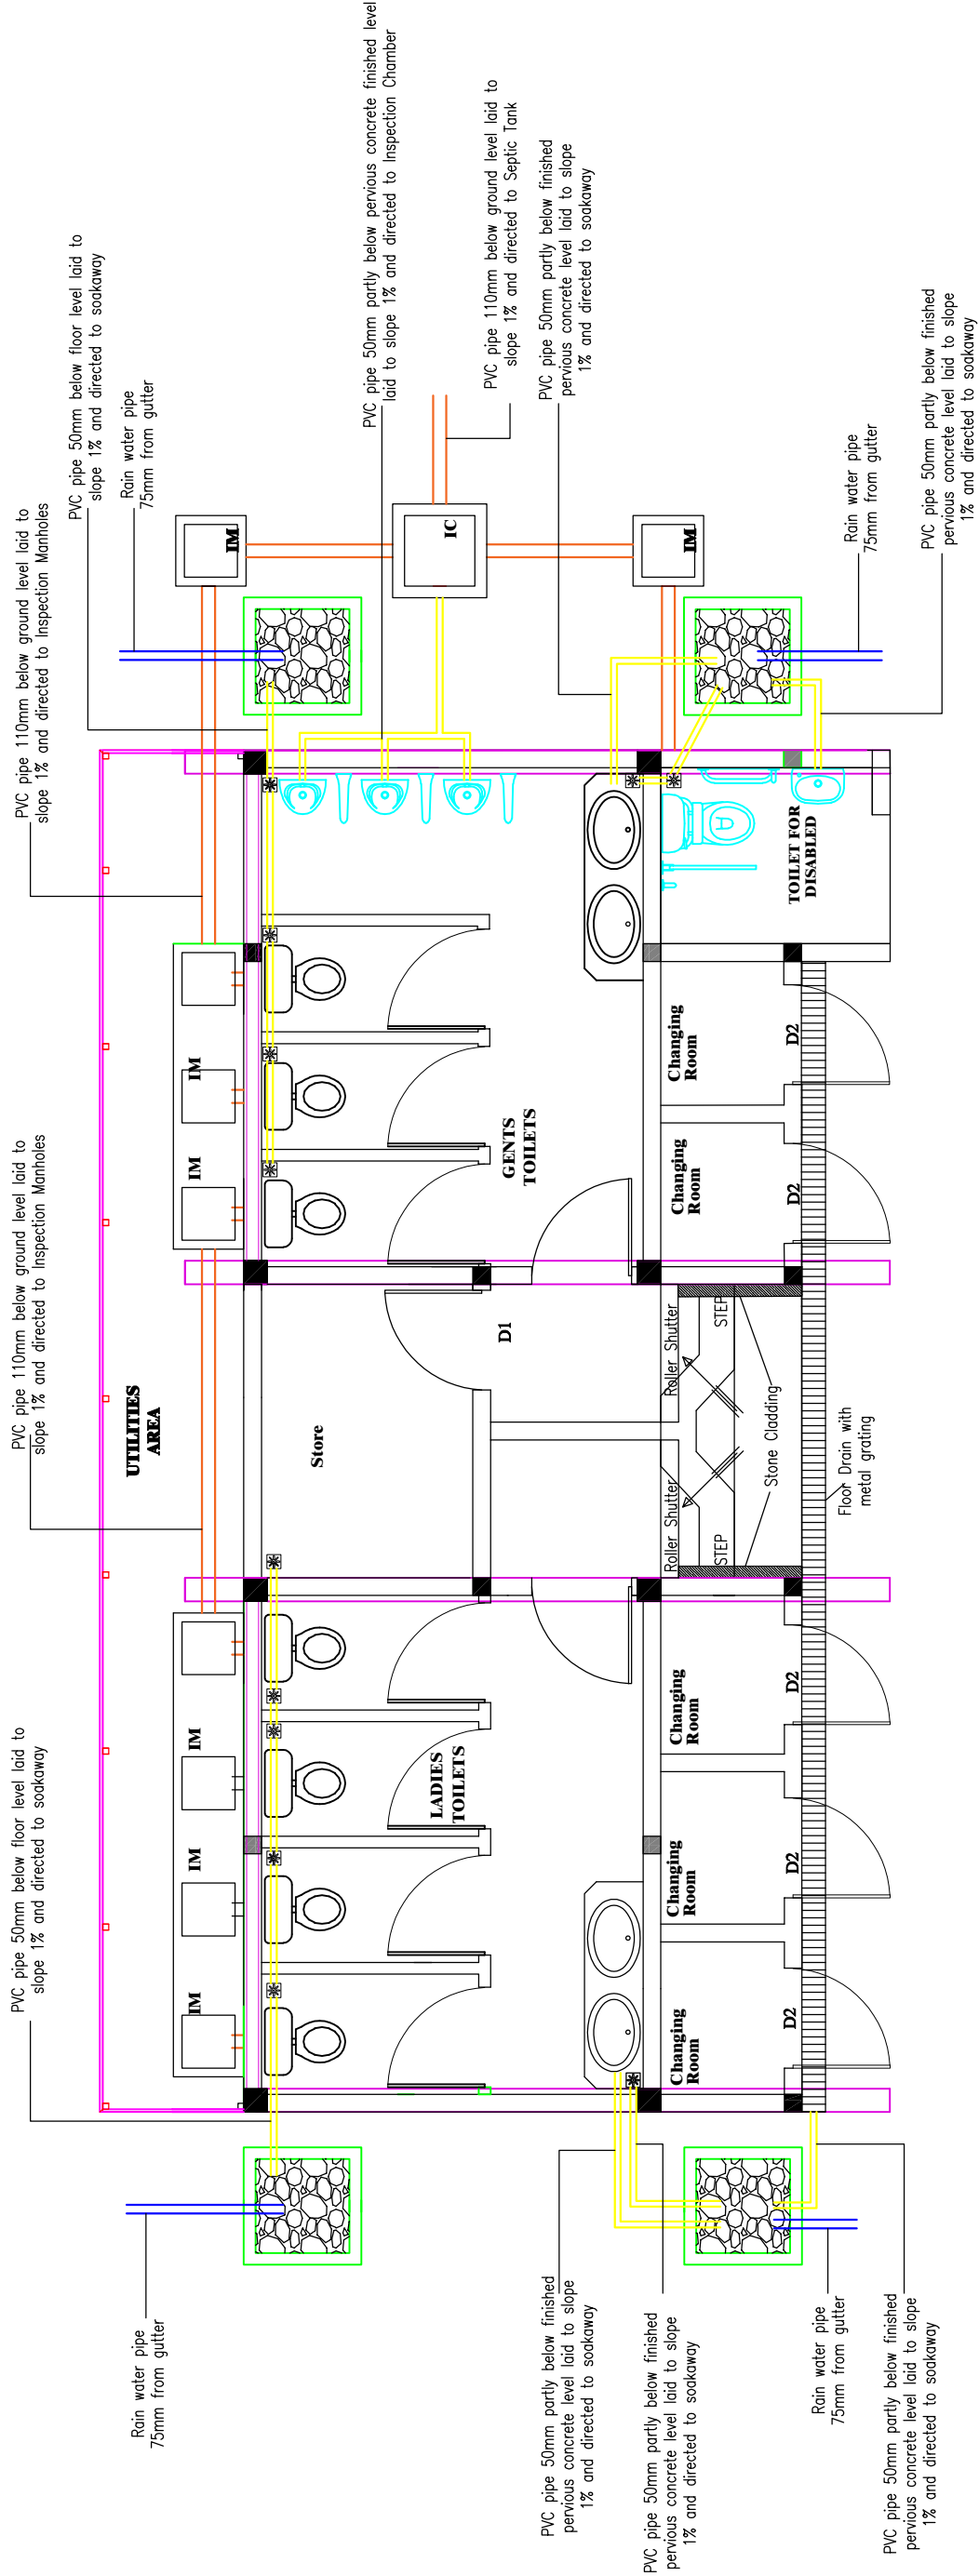 PVC pipe 50mm below floor level laid to
slope 1% and directed to soakaway
PVC pipe 110mm below ground level laid to
slope 1% and directed to Inspection Manholes
PVC pipe 110mm below ground level laid to
slope 1% and directed to Inspection Manholes
PVC pipe 50mm below floor level laid to
slope 1% and directed to soakaway
Rain water pipe
75mm from gutter
Rain water pipe
75mm from gutter
UTILITIES
AREA
IM
IM
IM
IM
IM
IM
PVC pipe 50mm partly below pervious concrete finished level
laid to slope 1% and directed to Inspection Chamber
IC
PVC pipe 110mm below ground level laid to
slope 1% and directed to Septic Tank
Store
LADIES
TOILETS
D1
GENTS
TOILETS
IM
PVC pipe 50mm partly below finished
pervious concrete level laid to slope
1% and directed to soakaway
PVC pipe 50mm partly below finished
pervious concrete level laid to slope
1% and directed to soakaway
PVC pipe 50mm partly below finished
pervious concrete level laid to slope
1% and directed to soakaway
Changing
Room
Changing
Room
Changing
Room
Roller Shutter
Roller Shutter
STEP
STEP
Changing
Room
Changing
Room
TOILET FOR
DISABLED
Stone Cladding
D2
D2
D2
D2
D2
Floor Drain with
metal grating
Rain water pipe
75mm from gutter
Rain water pipe
75mm from gutter
PVC pipe 50mm partly below finished
pervious concrete level laid to slope
1% and directed to soakaway
PVC pipe 50mm partly below finished
pervious concrete level laid to slope
1% and directed to soakaway